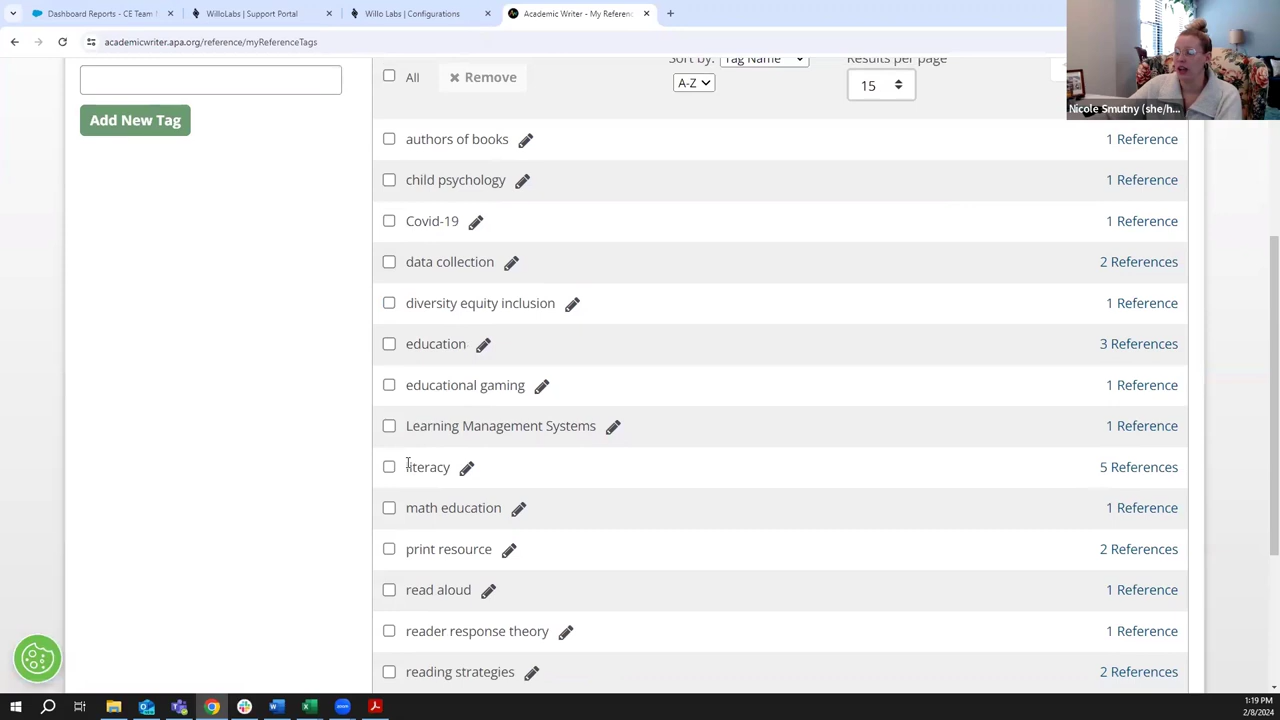 Dashboard Reports - CE Team
WilloLabs | Support Portal
Willo Labs | Configurations
Academic Writer - My Referenc
academicwriter.apa.org/reference/myReferenceTags
Nicole Smutny (she/h...
Sort by: Tag Name
Results per page
All
Remove
A-Z
15
Add New Tag
authors of books 1 Reference
child psychology 1 Reference
Covid-19 1 Reference
data collection 2 References
diversity equity inclusion 1 Reference
education 3 References
educational gaming 1 Reference
Learning Management Systems 1 Reference
literacy 5 References
math education 1 Reference
print resource 2 References
read aloud 1 Reference
reader response theory 1 Reference
reading strategies 2 References
1:19 PM
2/8/2024